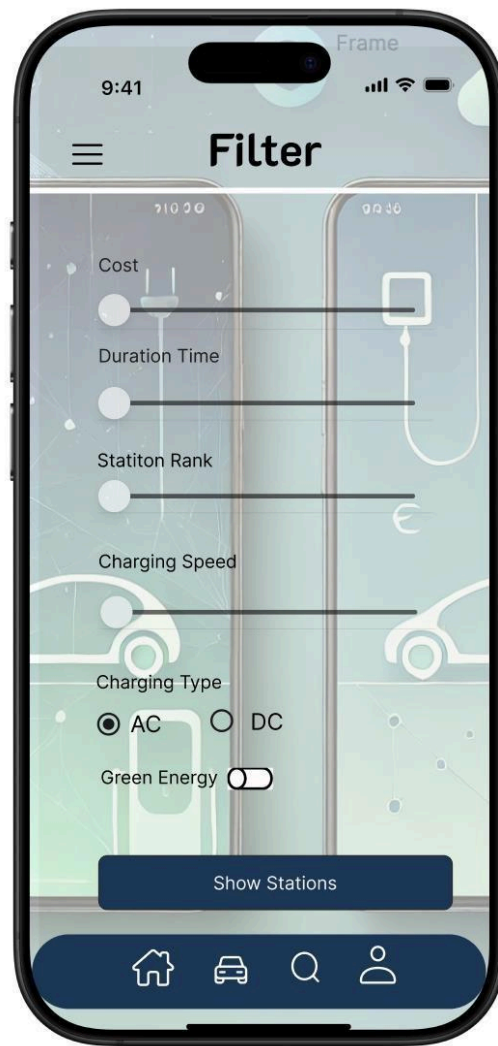 Frame
9:41
Filter
Cost
Duration Time
Statiton Rank
Charging Speed
Charging Type
AC DC
Green Energy
Show Stations